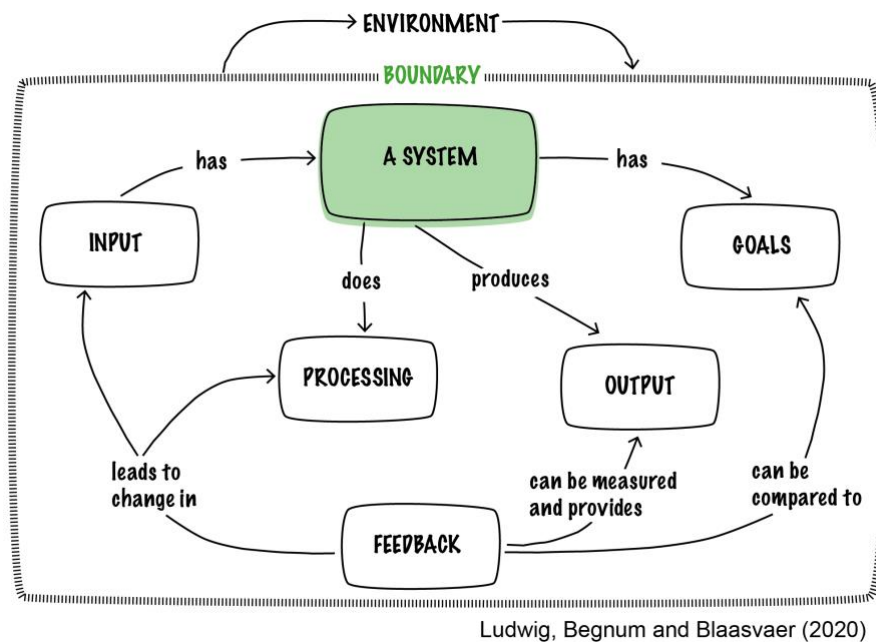 ENVIRONMENT
BOUNDARY
A SYSTEM
has
has
INPUT
GOALS
does
produces
PROCESSING
OUTPUT
leads to
change in
can be measured
and provides
can be
compared to
FEEDBACK
Ludwig, Begnum and Blaasvaer (2020)